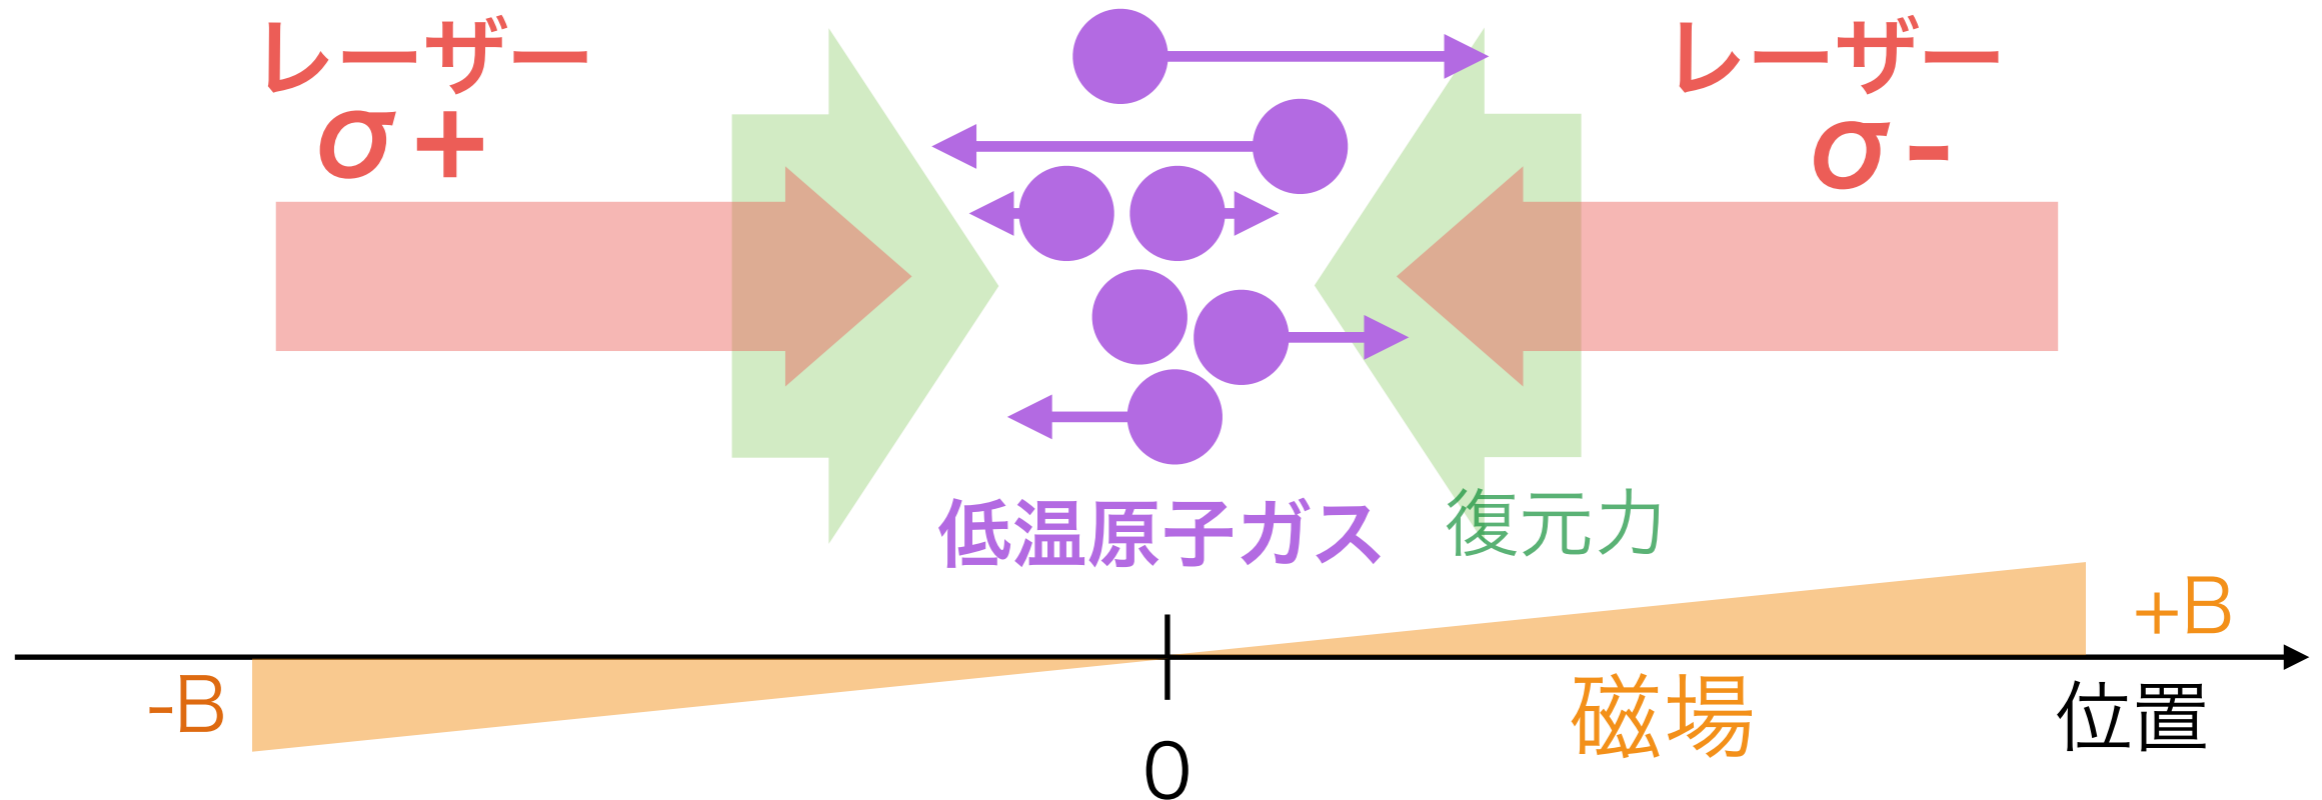 レーザー
σ +
レーザー
σ -
低温原子ガス
復元力
+B
-B
磁場
位置
0